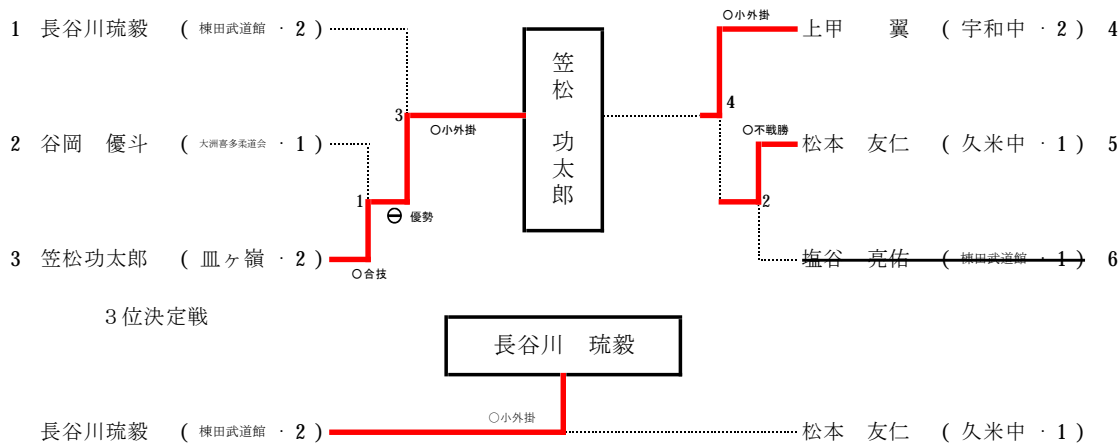 1 長谷川琉毅 ( 棟田武道館 · 2 )
2 谷岡 優斗 ( 大洲喜多柔道会 · 1 )
3 笠松功太郎 ( 皿ヶ嶺 · 2 )
3
1
○小外掛
優勢
○合技
笠松 功太郎
○小外掛
4
○不戦勝
2
上甲 翼 ( 宇和中 · 2 ) 4
松本 友仁 ( 久米中 · 1 ) 5
塩谷 亮佑 ( 棟田武道館 · 1 ) 6
3位決定戦
長谷川 琉毅
○小外掛
長谷川琉毅 ( 棟田武道館 · 2 )
松本 友仁 ( 久米中 · 1 )